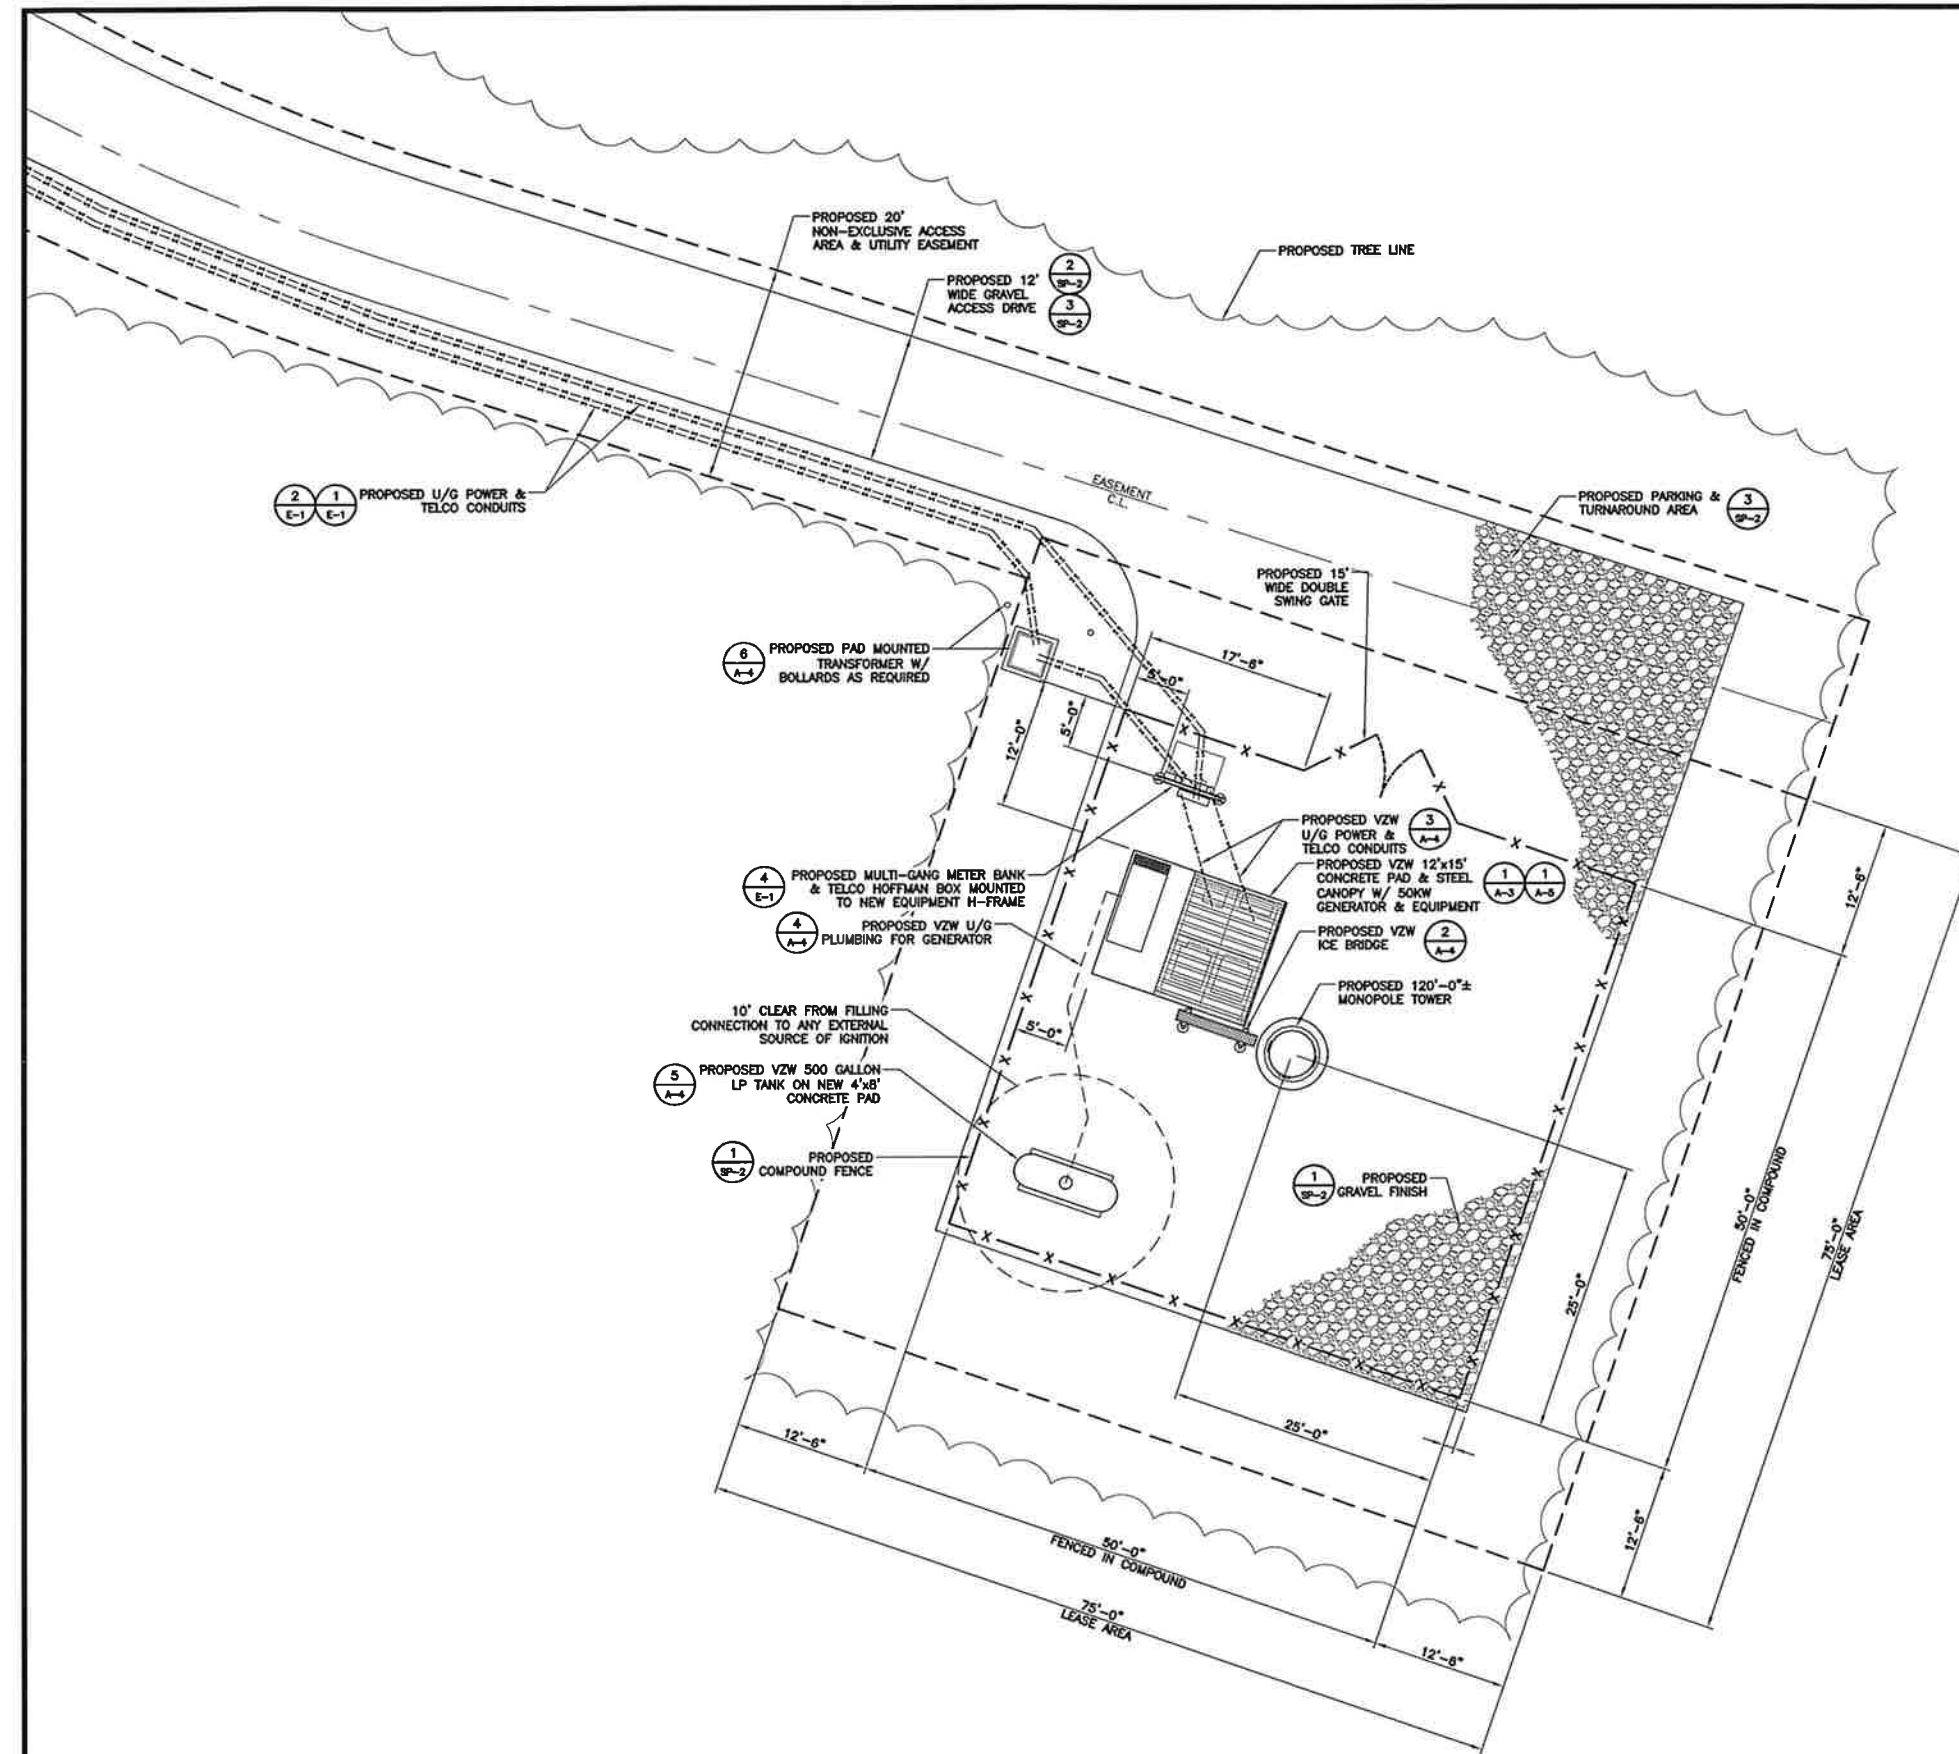 PROPOSED 20'
NON-EXCLUSIVE ACCESS
AREA & UTILITY EASEMENT
PROPOSED 12'
WIDE GRAVEL
ACCESS DRIVE
2
SP-2
3
SP-2
PROPOSED TREE LINE
2
E-1
1
E-1
PROPOSED U/G POWER &
TELCO CONDUITS
EASEMENT
C.L.
PROPOSED PARKING &
TURNAROUND AREA
3
SP-2
PROPOSED 15'
WIDE DOUBLE
SWING GATE
6
A-4
PROPOSED PAD MOUNTED
TRANSFORMER W/
BOLLARDS AS REQUIRED
17'-6"
5'-0"
5'-0"
12'-0"
PROPOSED VZW
U/G POWER &
TELCO CONDUITS
3
A-4
4
E-1
PROPOSED MULTI-GANG METER BANK
& TELCO HOFFMAN BOX MOUNTED
TO NEW EQUIPMENT H-FRAME
PROPOSED VZW 12'x15'
CONCRETE PAD & STEEL
CANOPY W/ 50KW
GENERATOR & EQUIPMENT
1
A-3
1
A-5
4
A-4
PROPOSED VZW U/G
PLUMBING FOR GENERATOR
PROPOSED VZW
ICE BRIDGE
2
A-4
PROPOSED 120'-0"±
MONOPOLE TOWER
10' CLEAR FROM FILLING
CONNECTION TO ANY EXTERNAL
SOURCE OF IGNITION
5'-0"
5
A-4
PROPOSED VZW 500 GALLON
LP TANK ON NEW 4'x8'
CONCRETE PAD
1
SP-2
PROPOSED
COMPOUND FENCE
1
SP-2
PROPOSED
GRAVEL FINISH
12'-6"
50'-0"
FENCED IN COMPOUND
75'-0"
LEASE AREA
25'-0"
12'-6"
25'-0"
12'-6"
50'-0"
FENCED IN COMPOUND
75'-0"
LEASE AREA
12'-6"